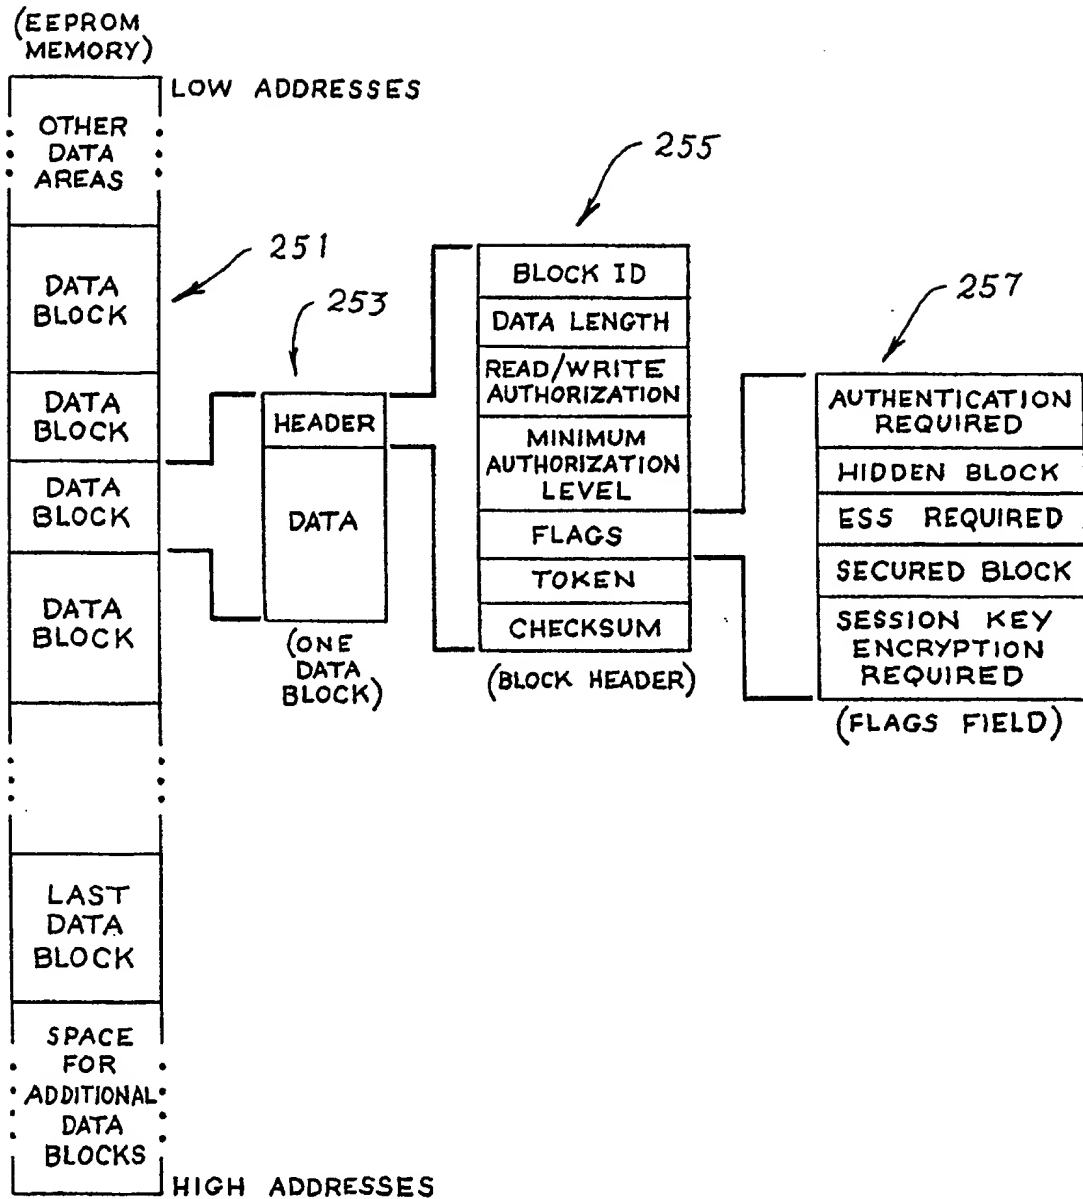 (EEPROM
MEMORY)
LOW ADDRESSES
OTHER
DATA
AREAS
251
DATA
BLOCK
DATA
BLOCK
DATA
BLOCK
DATA
BLOCK
LAST
DATA
BLOCK
SPACE
FOR
ADDITIONAL
DATA
BLOCKS
HIGH ADDRESSES
253
HEADER
DATA
(ONE
DATA
BLOCK)
255
BLOCK ID
DATA LENGTH
READ/WRITE
AUTHORIZATION
MINIMUM
AUTHORIZATION
LEVEL
FLAGS
TOKEN
CHECKSUM
(BLOCK HEADER)
257
AUTHENTICATION
REQUIRED
HIDDEN BLOCK
ESS REQUIRED
SECURED BLOCK
SESSION KEY
ENCRYPTION
REQUIRED
(FLAGS FIELD)